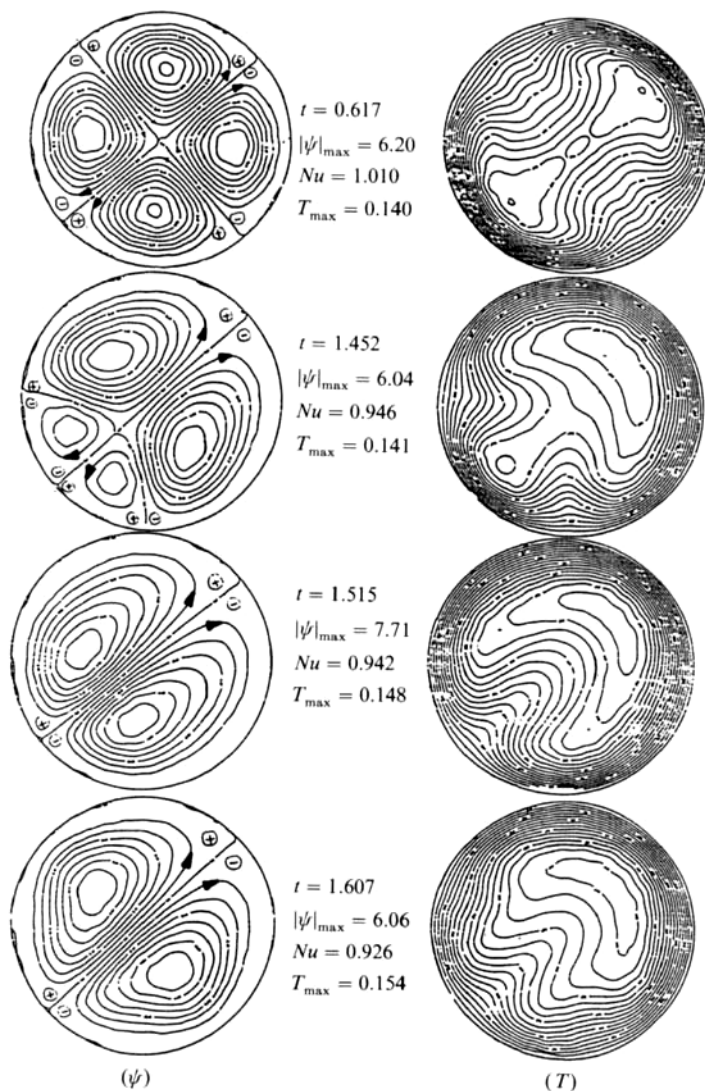 t = 0.617
|ψ|max = 6.20
Nu = 1.010
Tmax = 0.140
t = 1.452
|ψ|max = 6.04
Nu = 0.946
Tmax = 0.141
t = 1.515
|ψ|max = 7.71
Nu = 0.942
Tmax = 0.148
t = 1.607
|ψ|max = 6.06
Nu = 0.926
Tmax = 0.154
(ψ) (T)